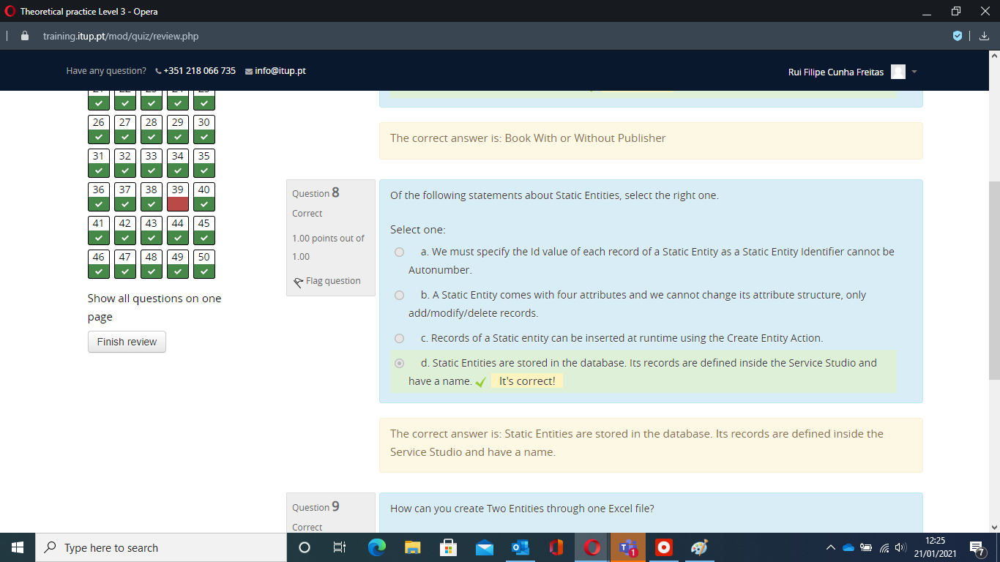 Theoretical practice Level 3 - Opera
training.itup.pt/mod/quiz/review.php
Have any question? +351 218 066 735 info@itup.pt
Rui Filipe Cunha Freitas
26 27 28 29 30
31 32 33 34 35
36 37 38 39 40
41 42 43 44 45
46 47 48 49 50
Show all questions on one
page
Finish review
The correct answer is: Book With or Without Publisher
Question 8
Correct
1.00 points out of
1.00
Flag question
Of the following statements about Static Entities, select the right one.
Select one:
a. We must specify the Id value of each record of a Static Entity as a Static Entity Identifier cannot be
Autonumber.
b. A Static Entity comes with four attributes and we cannot change its attribute structure, only
add/modify/delete records.
c. Records of a Static entity can be inserted at runtime using the Create Entity Action.
d. Static Entities are stored in the database. Its records are defined inside the Service Studio and
have a name. It's correct!
The correct answer is: Static Entities are stored in the database. Its records are defined inside the
Service Studio and have a name.
Question 9
Correct
How can you create Two Entities through one Excel file?
Type here to search
1
12:25
21/01/2021
7